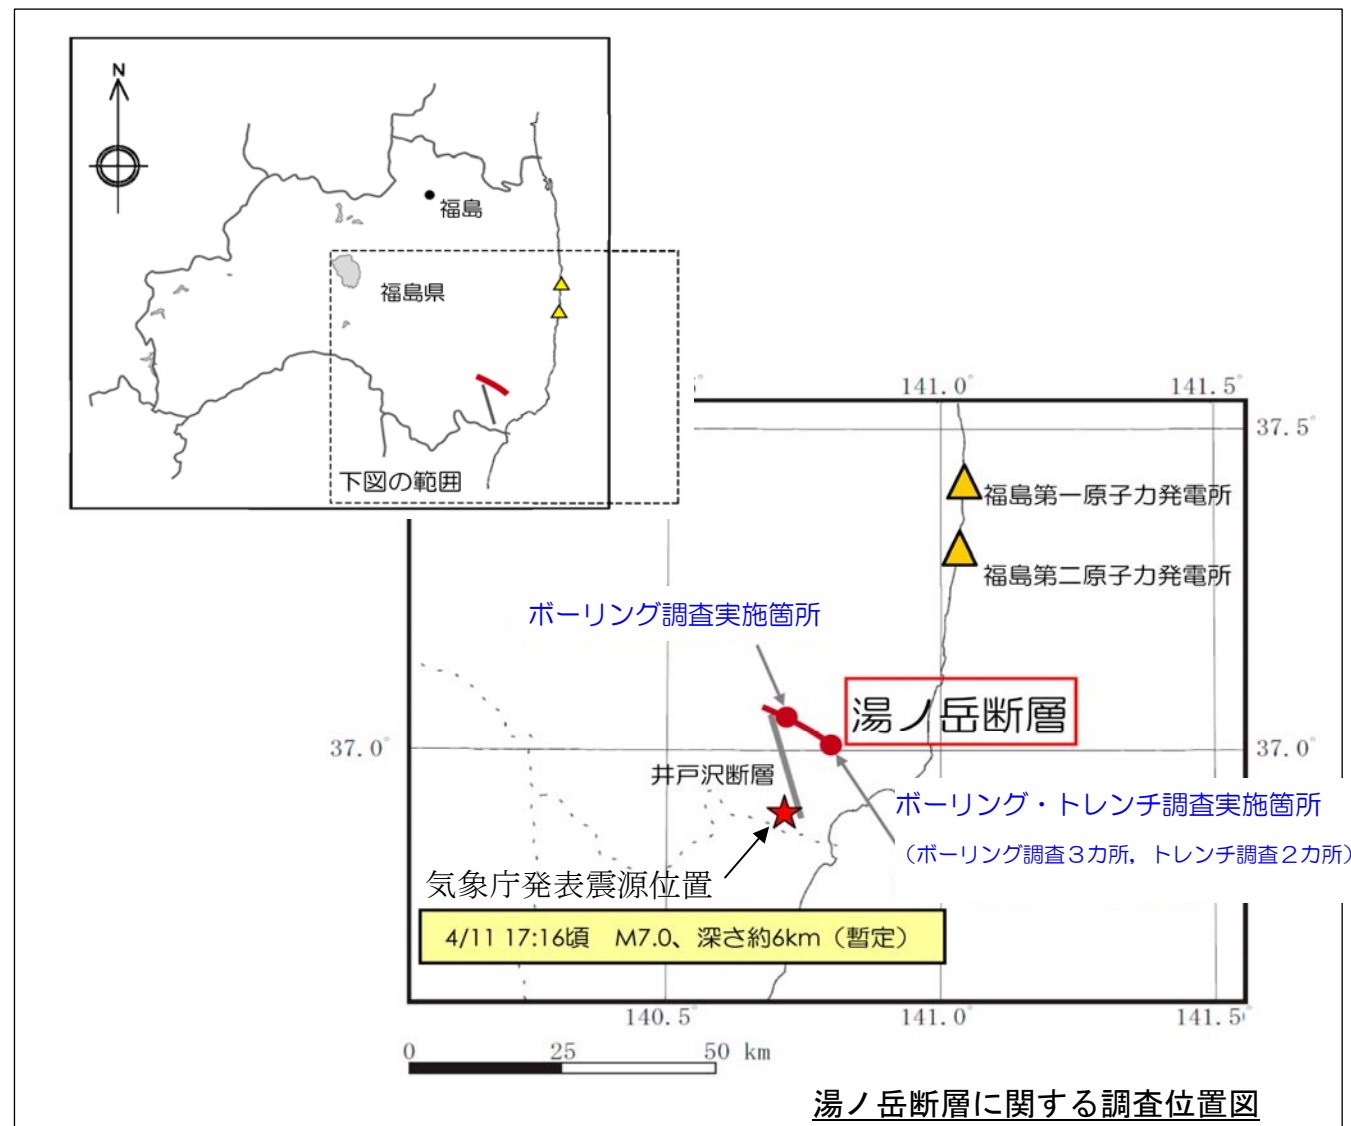 N
福島
福島県
下図の範囲
141.0°
141.5°
37.5°
福島第一原子力発電所
福島第二原子力発電所
ボーリング調査実施箇所
湯ノ岳断層
37.0°
37.0°
井戸沢断層
ボーリング・トレンチ調査実施箇所
（ボーリング調査３カ所，トレンチ調査２カ所）
気象庁発表震源位置
4/11 17:16頃　M7.0、深さ約6km（暫定）
140.5°
141.0°
141.5°
0
25
50 km
湯ノ岳断層に関する調査位置図